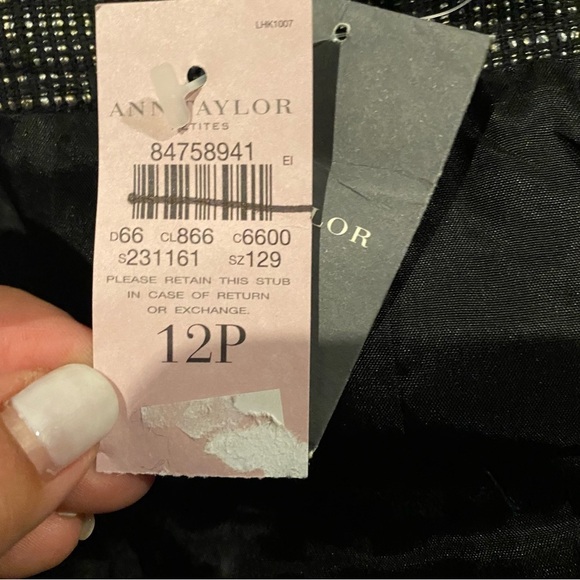 LHK1007
ANN TAYLOR
84758941
EI
D66 CL866 C6600
S231161 SZ129
PLEASE RETAIN THIS STUB
IN CASE OF RETURN
OR EXCHANGE.
12P
LOR